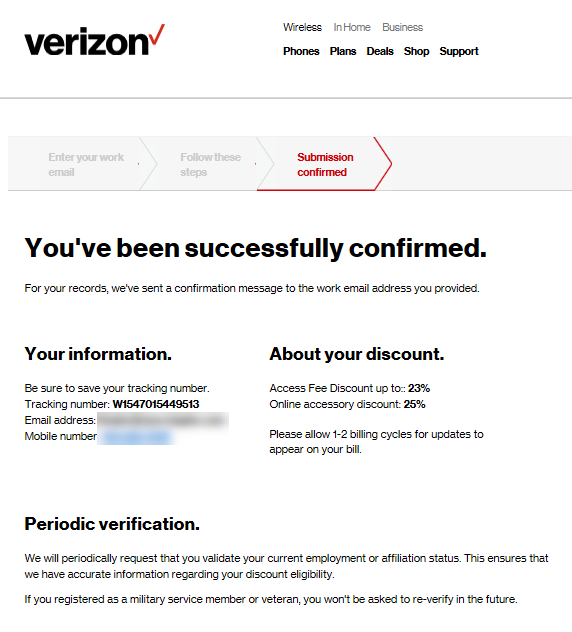 verizon
Wireless In Home Business
Phones Plans Deals Shop Support
Enter your work
email
Follow these
steps
Submission
confirmed
You've been successfully confirmed.
For your records, we've sent a confirmation message to the work email address you provided.
Your information.
Be sure to save your tracking number.
Tracking number: W1547015449513
Email address:
Mobile number
About your discount.
Access Fee Discount up to:: 23%
Online accessory discount: 25%
Please allow 1-2 billing cycles for updates to
appear on your bill.
Periodic verification.
We will periodically request that you validate your current employment or affiliation status. This ensures that
we have accurate information regarding your discount eligibility.
If you registered as a military service member or veteran, you won't be asked to re-verify in the future.